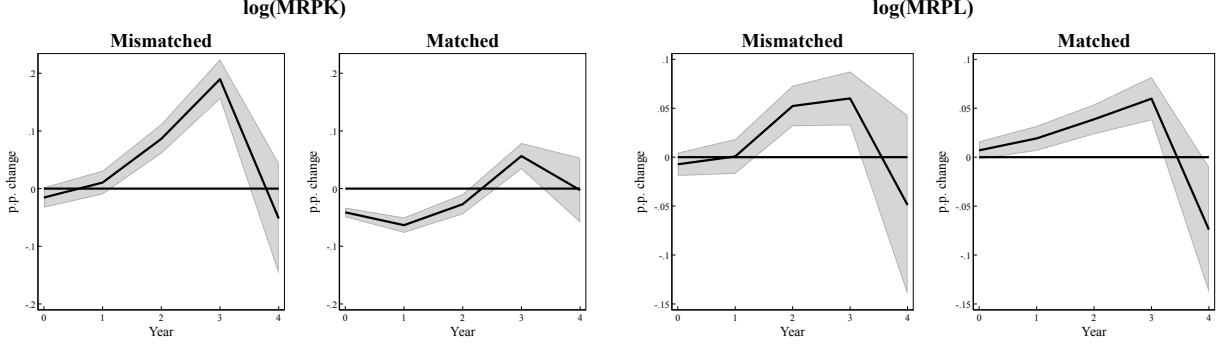 log(MRPK)
log(MRPL)
Mismatched
Matched
Mismatched
Matched
p.p. change
.2
.1
0
-.1
-.2
0 1 2 3 4
Year
p.p. change
.2
.1
0
-.1
-.2
0 1 2 3 4
Year
p.p. change
.1
.05
0
-.05
-.1
-.15
0 1 2 3 4
Year
p.p. change
.1
.05
0
-.05
-.1
-.15
0 1 2 3 4
Year